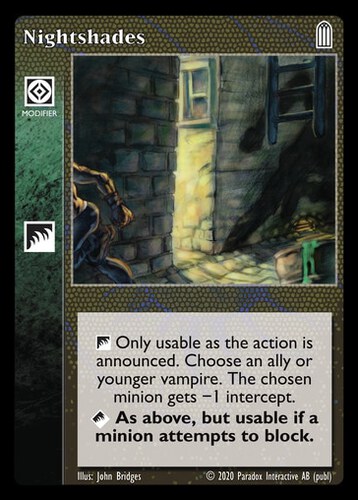 Nightshades
MODIFIER
Only usable as the action is
announced. Choose an ally or
younger vampire. The chosen
minion gets −1 intercept.
As above, but usable if a
minion attempts to block.
Illus: John Bridges
© 2020 Paradox Interactive AB (publ)